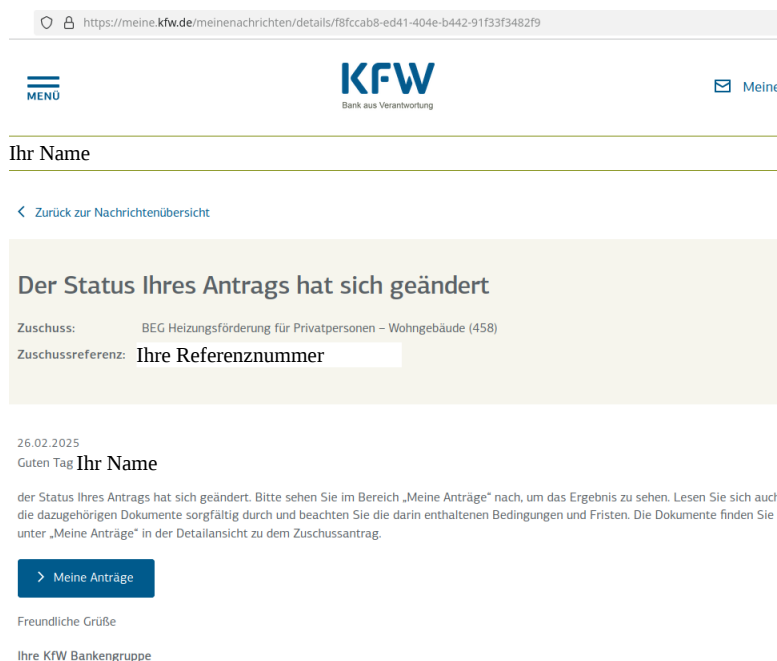 https://meine.kfw.de/meinenachrichten/details/f8fccab8-ed41-404e-b442-91f33f3482f9
MENÜ
KFW
Bank aus Verantwortung
Meine
Ihr Name
Zurück zur Nachrichtenübersicht
Der Status Ihres Antrags hat sich geändert
Zuschuss: BEG Heizungsförderung für Privatpersonen – Wohngebäude (458)
Zuschussreferenz: Ihre Referenznummer
26.02.2025
Guten Tag Ihr Name
der Status Ihres Antrags hat sich geändert. Bitte sehen Sie im Bereich „Meine Anträge“ nach, um das Ergebnis zu sehen. Lesen Sie sich auch
die dazugehörigen Dokumente sorgfältig durch und beachten Sie die darin enthaltenen Bedingungen und Fristen. Die Dokumente finden Sie
unter „Meine Anträge“ in der Detailansicht zu dem Zuschussantrag.
Meine Anträge
Freundliche Grüße
Ihre KfW Bankengruppe